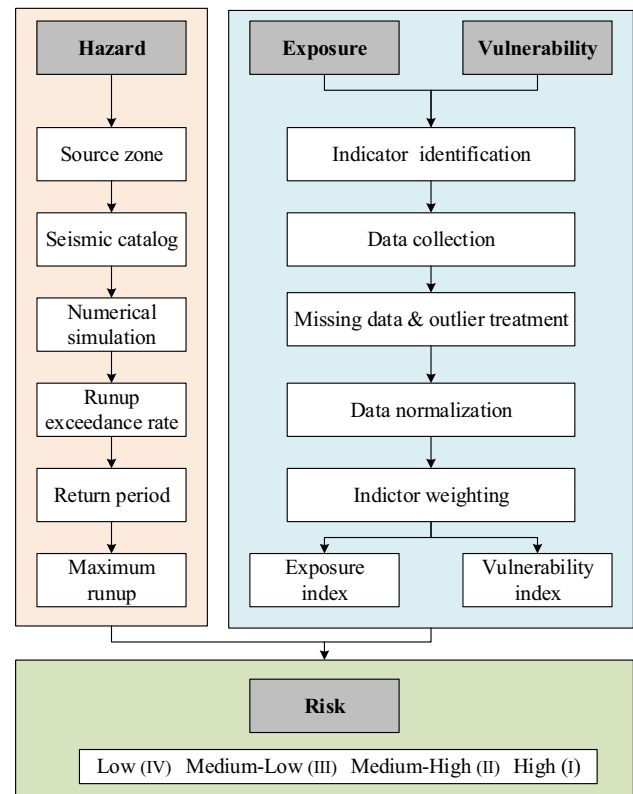 Hazard
Source zone
Seismic catalog
Numerical
simulation
Runup
exceedance rate
Return period
Maximum
runup
Exposure
Vulnerability
Indicator identification
Data collection
Missing data & outlier treatment
Data normalization
Indictor weighting
Exposure
index
Vulnerability
index
Risk
Low (IV) Medium-Low (III) Medium-High (II) High (I)